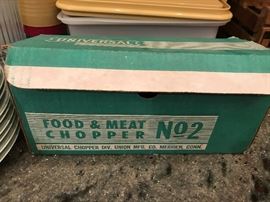 UNIVERSAL
FOOD & MEAT
CHOPPER No2
UNIVERSAL CHOPPER DIV. UNION MFG. CO. MERIDEN, CONN.